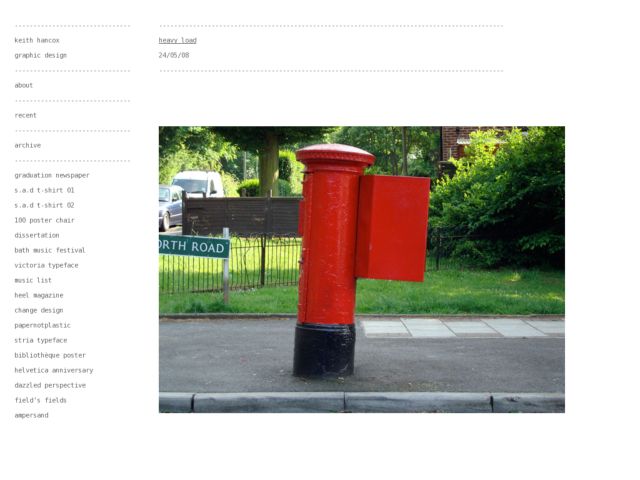 --------------------------------
keith hancox
graphic design
--------------------------------
about
--------------------------------
recent
--------------------------------
archive
--------------------------------
graduation newspaper
s.a.d t-shirt 01
s.a.d t-shirt 02
100 poster chair
dissertation
bath music festival
victoria typeface
music list
heel magazine
change design
papernotplastic
stria typeface
bibliothèque poster
helvetica anniversary
dazzled perspective
field's fields
ampersand
heavy load
24/05/08
ROAD